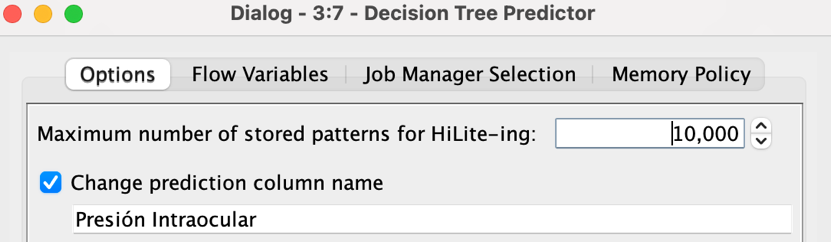 Dialog - 3:7 - Decision Tree Predictor
Options Flow Variables Job Manager Selection Memory Policy
Maximum number of stored patterns for HiLite-ing: 10,000
Change prediction column name
Presión Intraocular